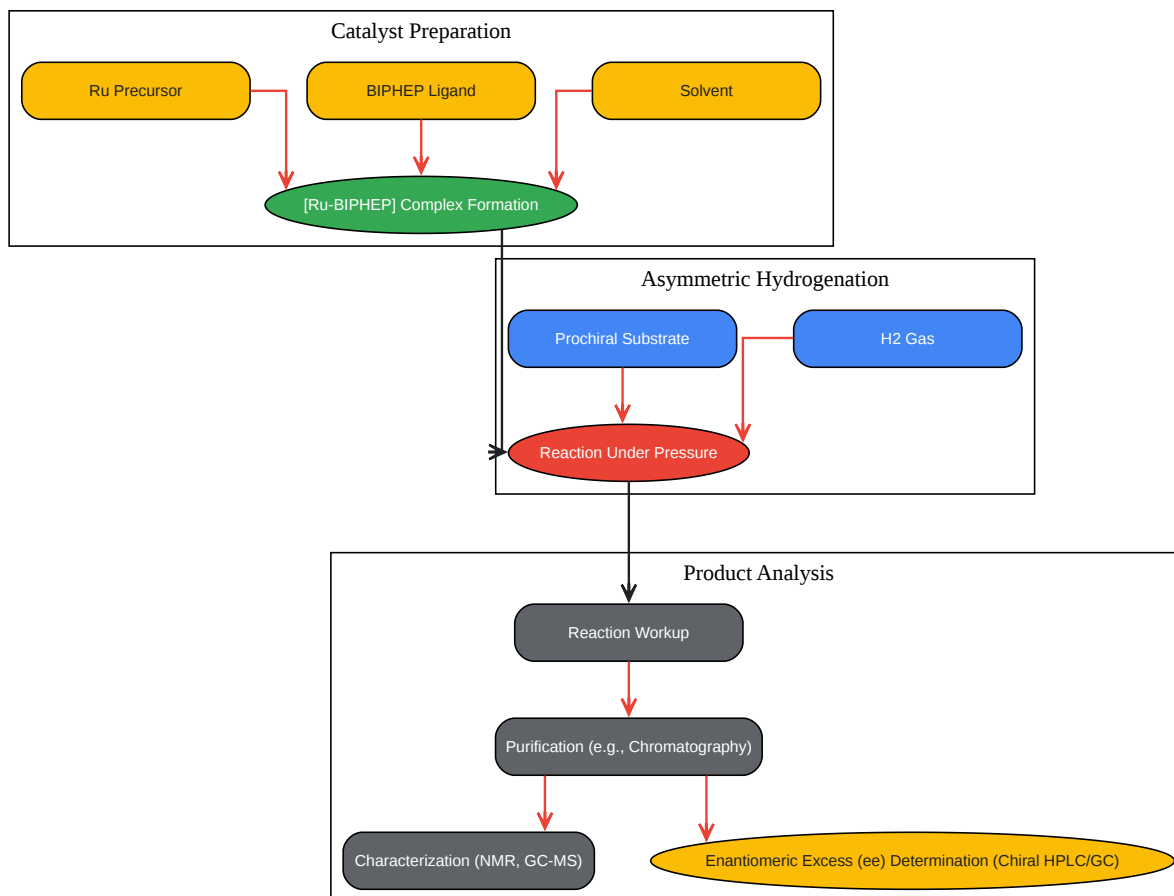 Catalyst Preparation
Ru Precursor
BIPHEP Ligand
Solvent
[Ru-BIPHEP] Complex Formation
Asymmetric Hydrogenation
Prochiral Substrate
H2 Gas
Reaction Under Pressure
Product Analysis
Reaction Workup
Purification (e.g., Chromatography)
Characterization (NMR, GC-MS)
Enantiomeric Excess (ee) Determination (Chiral HPLC/GC)